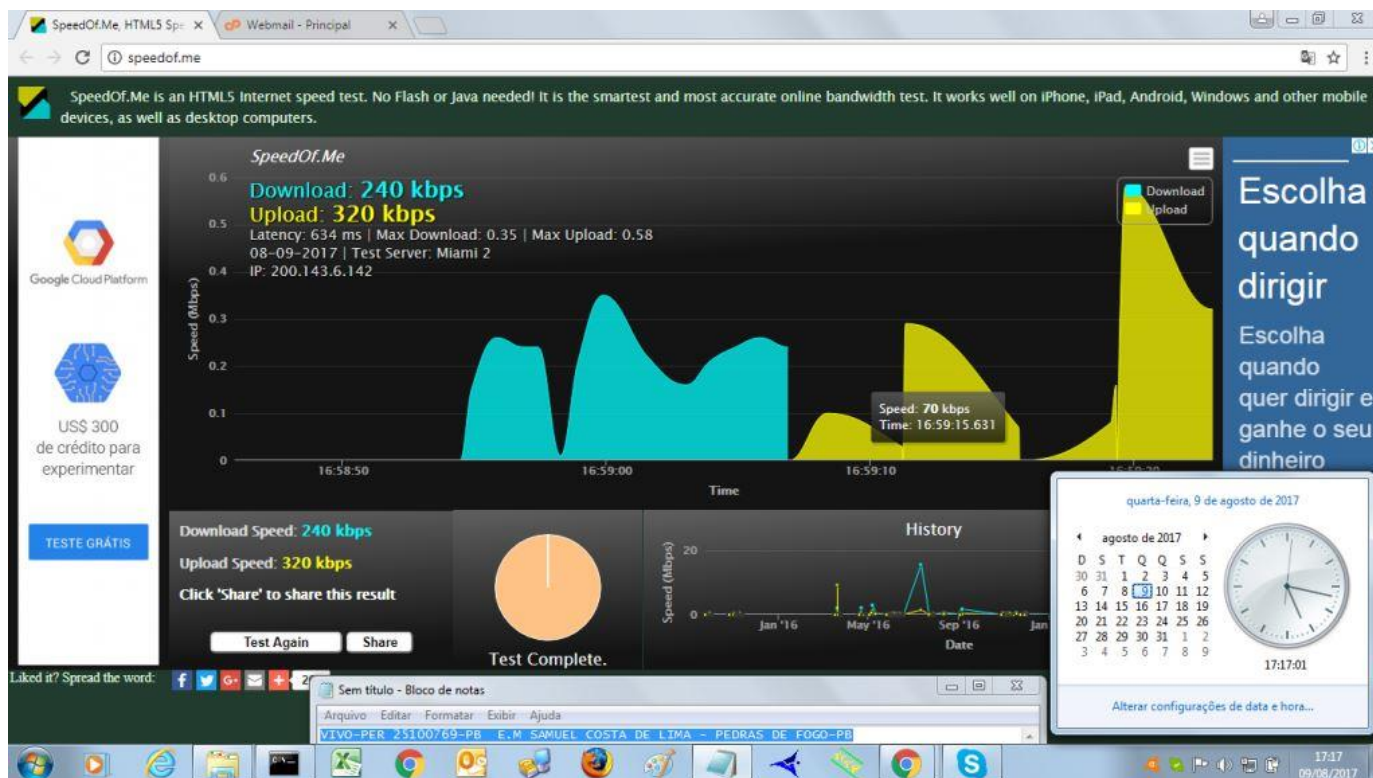 SpeedOf.Me, HTML5 Spe
Webmail - Principal
speedof.me
SpeedOf.Me is an HTML5 Internet speed test. No Flash or Java needed! It is the smartest and most accurate online bandwidth test. It works well on iPhone, iPad, Android, Windows and other mobile
devices, as well as desktop computers.
Google Cloud Platform
US$ 300
de crédito para
experimentar
TESTE GRÁTIS
SpeedOf.Me
Download: 240 kbps
Upload: 320 kbps
Latency: 634 ms | Max Download: 0.35 | Max Upload: 0.58
08-09-2017 | Test Server: Miami 2
IP: 200.143.6.142
Download
Upload
Speed (Mbps)
0.6
0.5
0.4
0.3
0.2
0.1
0
Speed: 70 kbps
Time: 16:59:15.631
16:58:50
16:59:00
16:59:10
16:59:20
Time
Escolha
quando
dirigir
Escolha
quando
quer dirigir e
ganhe o seu
dinheiro
Download Speed: 240 kbps
Upload Speed: 320 kbps
Click 'Share' to share this result
Test Again
Share
Test Complete.
History
Speed (Mbps)
20
0
Jan '16
May '16
Sep '16
Jan
Date
quarta-feira, 9 de agosto de 2017
agosto de 2017
D S T Q Q S S
30 31 1 2 3 4 5
6 7 8 9 10 11 12
13 14 15 16 17 18 19
20 21 22 23 24 25 26
27 28 29 30 31 1 2
3 4 5 6 7 8 9
17:17:01
Alterar configurações de data e hora...
Liked it? Spread the word:
Sem título - Bloco de notas
Arquivo Editar Formatar Exibir Ajuda
VIVO-PER 25100769-PB E.M SAMUEL COSTA DE LIMA - PEDRAS DE FOGO-PB
17:17
09/08/2017